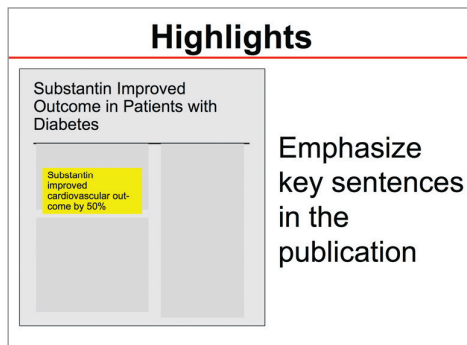 Highlights
Substantin Improved
Outcome in Patients with
Diabetes
Substantin
improved
cardiovascular out-
come by 50%
Emphasize
key sentences
in the
publication